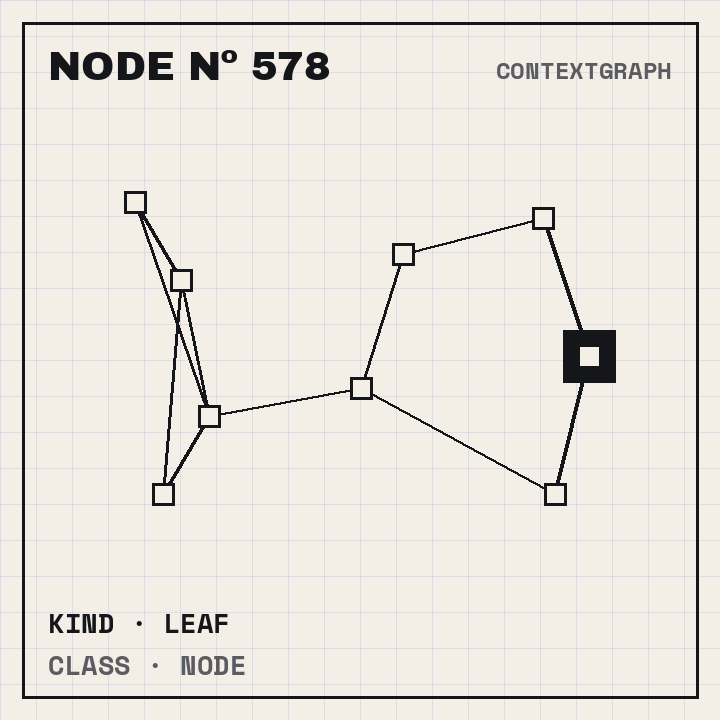 NODE Nº 578
CONTEXTGRAPH
KIND · LEAF
CLASS · NODE